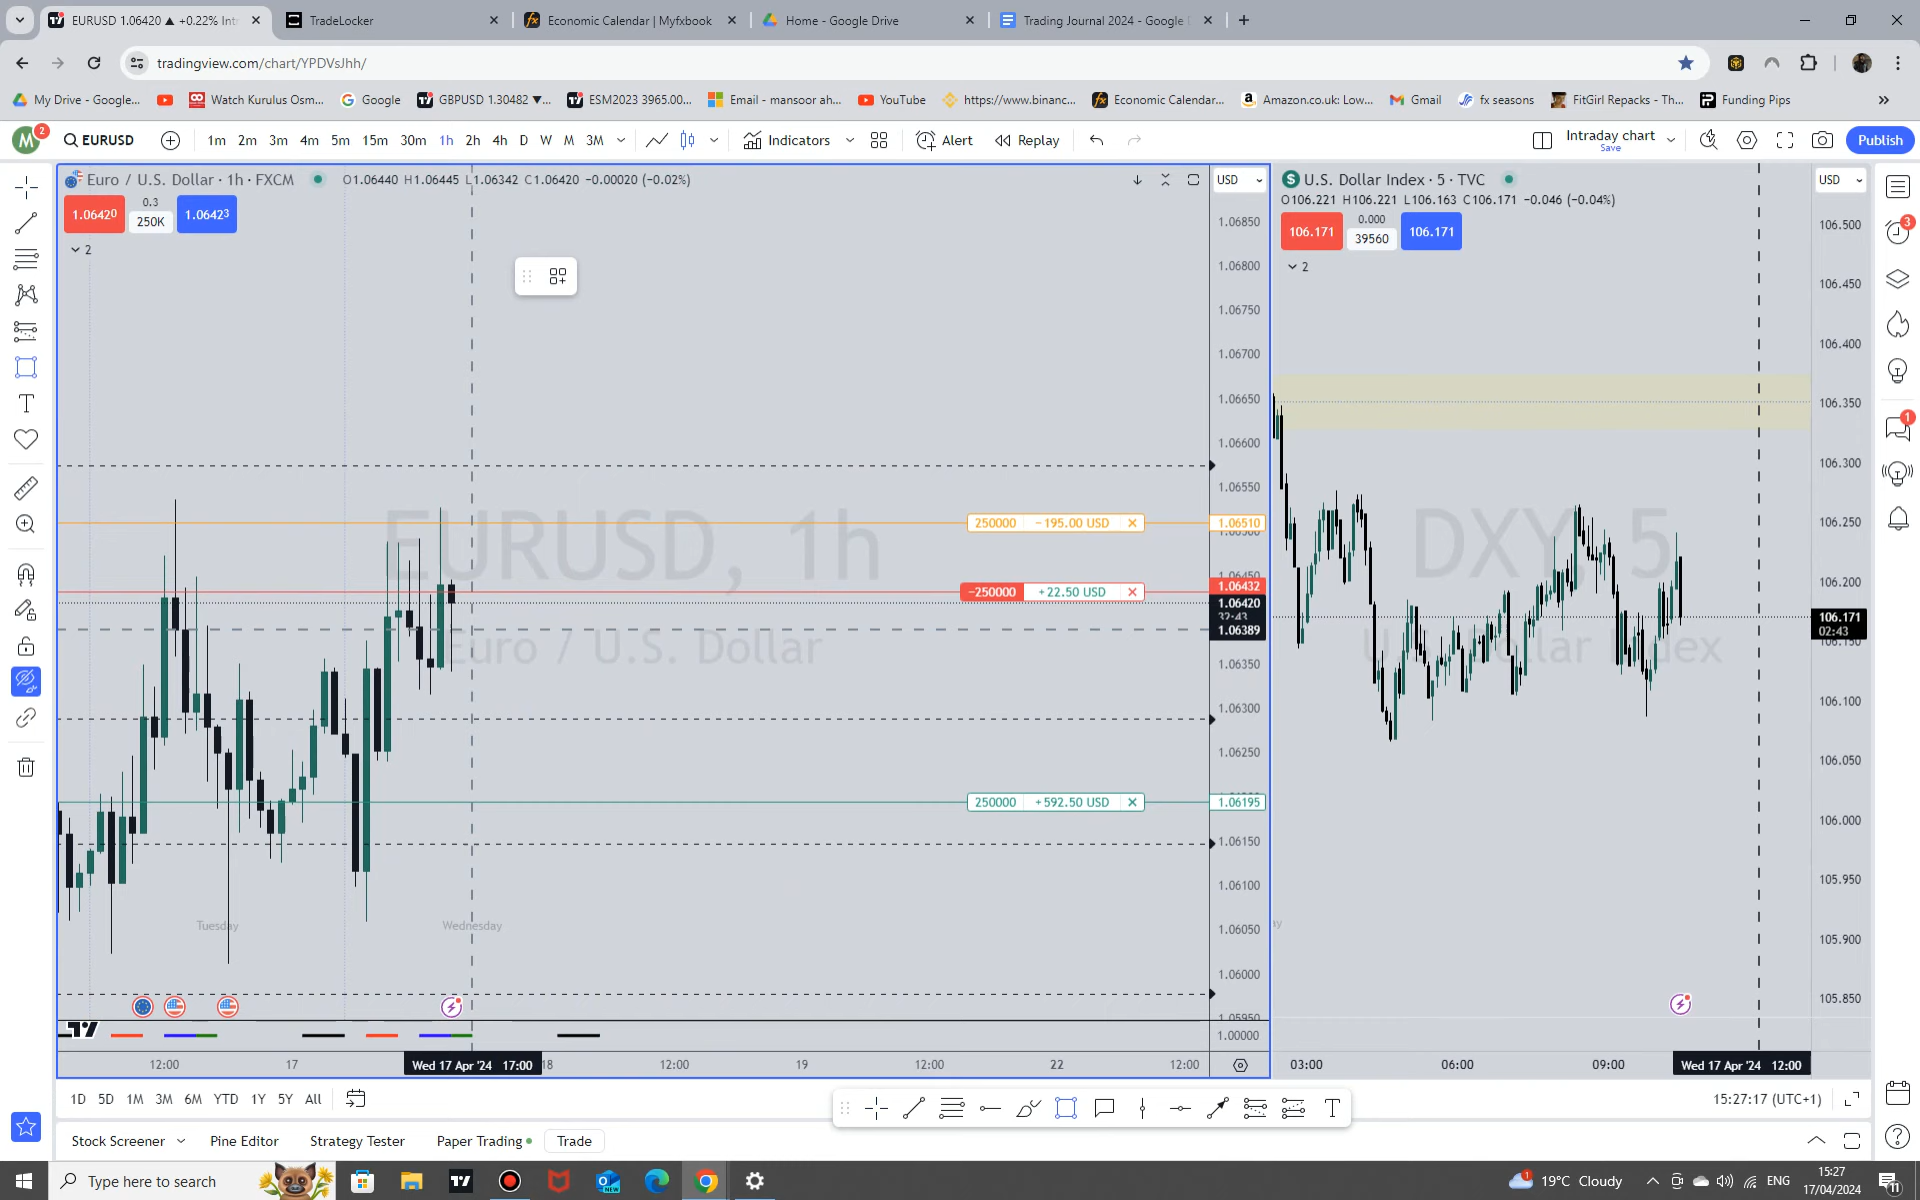 EURUSD 1.06420 ▲ +0.22% Int
TradeLocker
Economic Calendar | Myfxbook
Home - Google Drive
Trading Journal 2024 - Google
tradingview.com/chart/YPDVsJhh/
My Drive - Google...
Watch Kurulus Osm...
Google
GBPUSD 1.30482 ▼...
ESM2023 3965.00...
Email - mansoor ah...
YouTube
https://www.binanc...
Economic Calendar...
Amazon.co.uk: Low...
Gmail
fx seasons
FitGirl Repacks - Th...
Funding Pips
M 2
EURUSD
1m 2m 3m 4m 5m 15m 30m 1h 2h 4h D W M 3M
Indicators
Alert
Replay
Intraday chart
Save
Publish
Euro / U.S. Dollar · 1h · FXCM
O1.06440 H1.06445 L1.06342 C1.06420 −0.00020 (−0.02%)
USD
1.06420
0.3
250K
1.06423
2
U.S. Dollar Index · 5 · TVC
USD
O106.221 H106.221 L106.163 C106.171 −0.046 (−0.04%)
106.171
0.000
39560
106.171
2
EURUSD, 1h
Euro / U.S. Dollar
DXY, 5
U.S. Dollar Index
250000 −195.00 USD
−250000 +22.50 USD
250000 +592.50 USD
1.06850
1.06800
1.06750
1.06700
1.06650
1.06600
1.06550
1.06510
1.06432
1.06420
32:43
1.06389
1.06350
1.06300
1.06250
1.06195
1.06150
1.06100
1.06050
1.06000
1.05950
1.00000
106.500
106.450
106.400
106.350
106.300
106.250
106.200
106.171
02:43
106.100
106.050
106.000
105.950
105.900
105.850
3
1
Tuesday
Wednesday
12:00
17
Wed 17 Apr '24 17:00
18
12:00
19
12:00
22
12:00
03:00
06:00
09:00
Wed 17 Apr '24 12:00
1D 5D 1M 3M 6M YTD 1Y 5Y All
15:27:17 (UTC+1)
Stock Screener
Pine Editor
Strategy Tester
Paper Trading
Trade
Type here to search
19°C Cloudy
ENG
15:27
17/04/2024
11